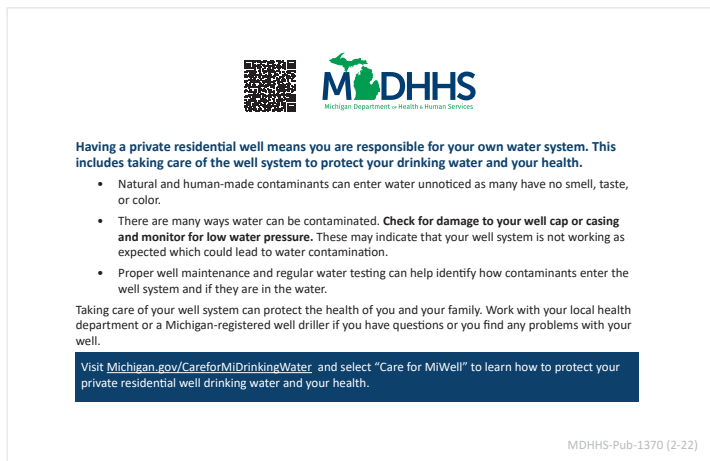 MDHHS
Michigan Department of Health & Human Services
Having a private residential well means you are responsible for your own water system. This
includes taking care of the well system to protect your drinking water and your health.
• Natural and human-made contaminants can enter water unnoticed as many have no smell, taste,
or color.
• There are many ways water can be contaminated. Check for damage to your well cap or casing
and monitor for low water pressure. These may indicate that your well system is not working as
expected which could lead to water contamination.
• Proper well maintenance and regular water testing can help identify how contaminants enter the
well system and if they are in the water.
Taking care of your well system can protect the health of you and your family. Work with your local health
department or a Michigan-registered well driller if you have questions or you find any problems with your
well.
Visit Michigan.gov/CareforMiDrinkingWater and select “Care for MiWell” to learn how to protect your
private residential well drinking water and your health.
MDHHS-Pub-1370 (2-22)